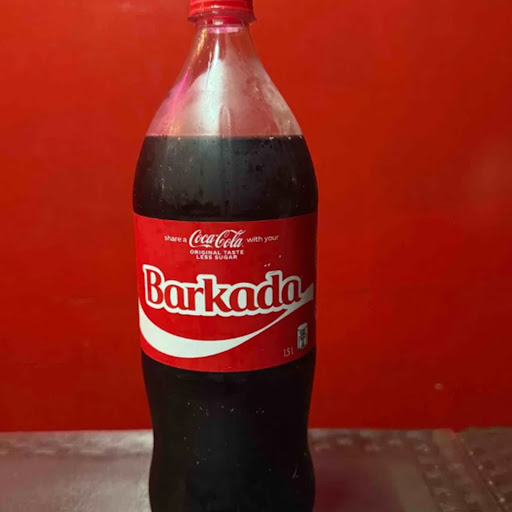 share a Coca-Cola with your
ORIGINAL TASTE
LESS SUGAR
Barkada
1.5 L